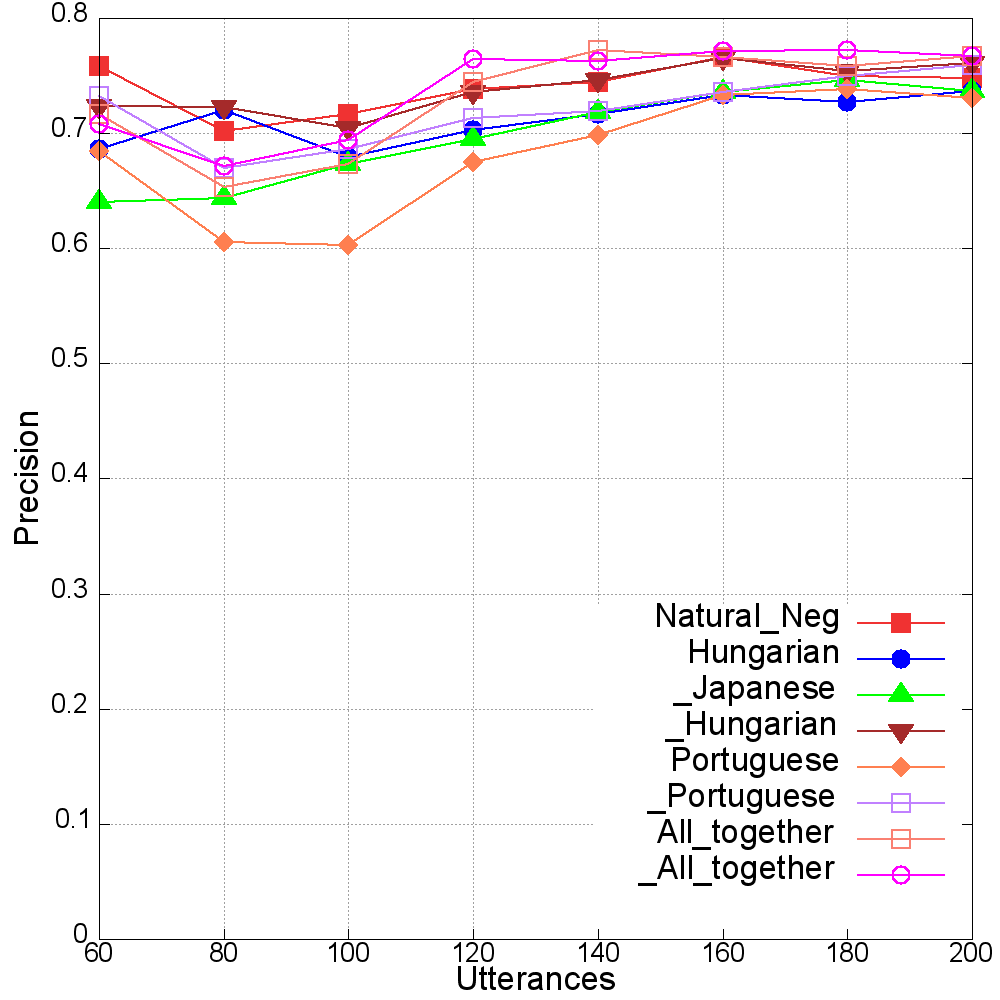 0.8
0.7
0.6
0.5
0.4
0.3
0.2
0.1
0
Precision
Natural_Neg
Hungarian
_Japanese
_Hungarian
Portuguese
_Portuguese
All_together
_All_together
60 80 100 120 140 160 180 200
Utterances